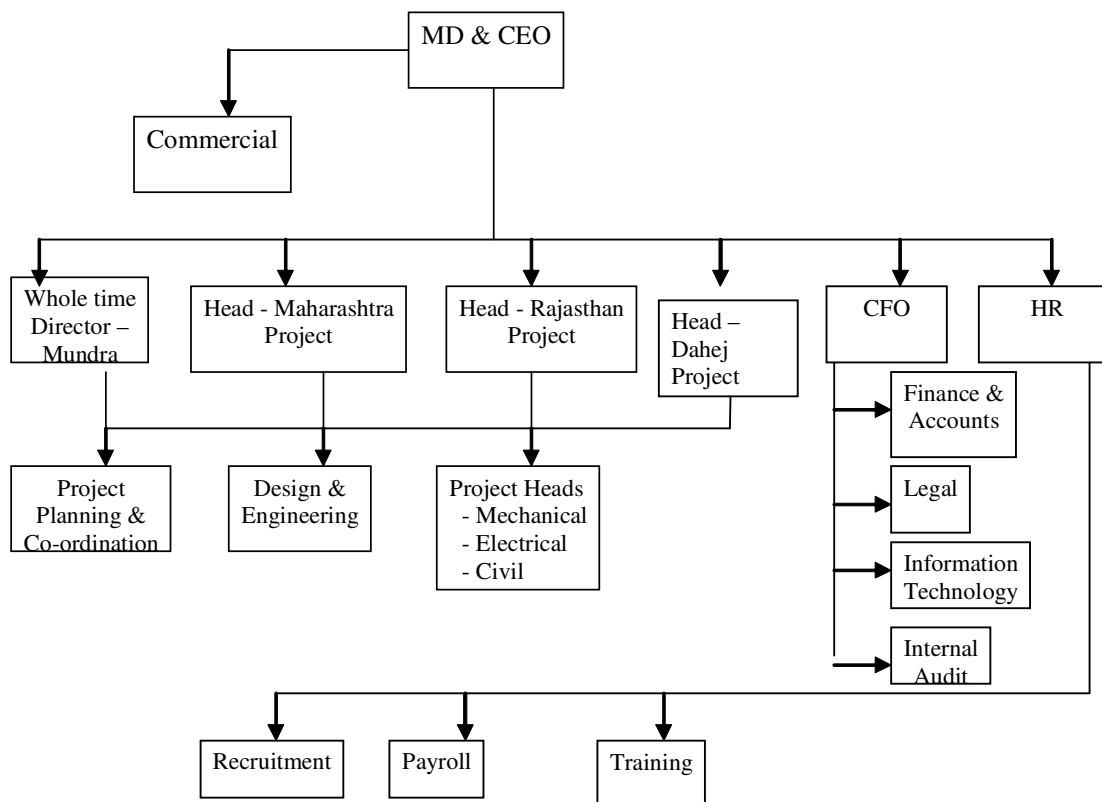 MD & CEO
Commercial
Whole time
Director –
Mundra
Head - Maharashtra
Project
Head - Rajasthan
Project
Head –
Dahej
Project
CFO
HR
Finance &
Accounts
Legal
Information
Technology
Internal
Audit
Project
Planning &
Co-ordination
Design &
Engineering
Project Heads
- Mechanical
- Electrical
- Civil
Recruitment
Payroll
Training